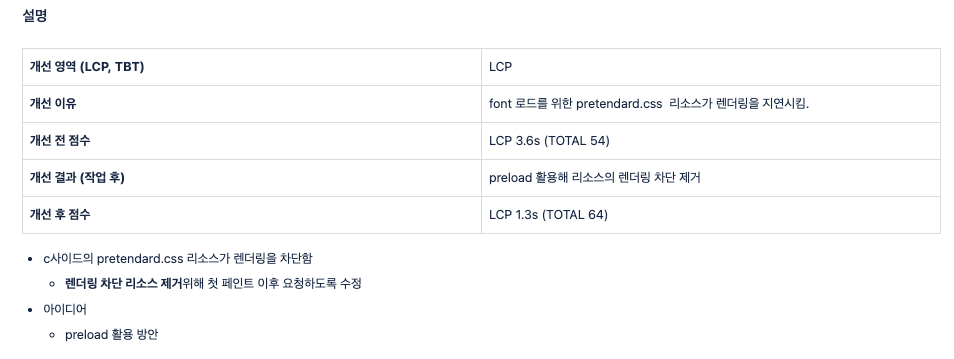 설명
개선 영역 (LCP, TBT) LCP
개선 이유 font 로드를 위한 pretendard.css 리소스가 렌더링을 지연시킴.
개선 전 점수 LCP 3.6s (TOTAL 54)
개선 결과 (작업 후) preload 활용해 리소스의 렌더링 차단 제거
개선 후 점수 LCP 1.3s (TOTAL 64)
c사이드의 pretendard.css 리소스가 렌더링을 차단함
렌더링 차단 리소스 제거위해 첫 페인트 이후 요청하도록 수정
아이디어
preload 활용 방안